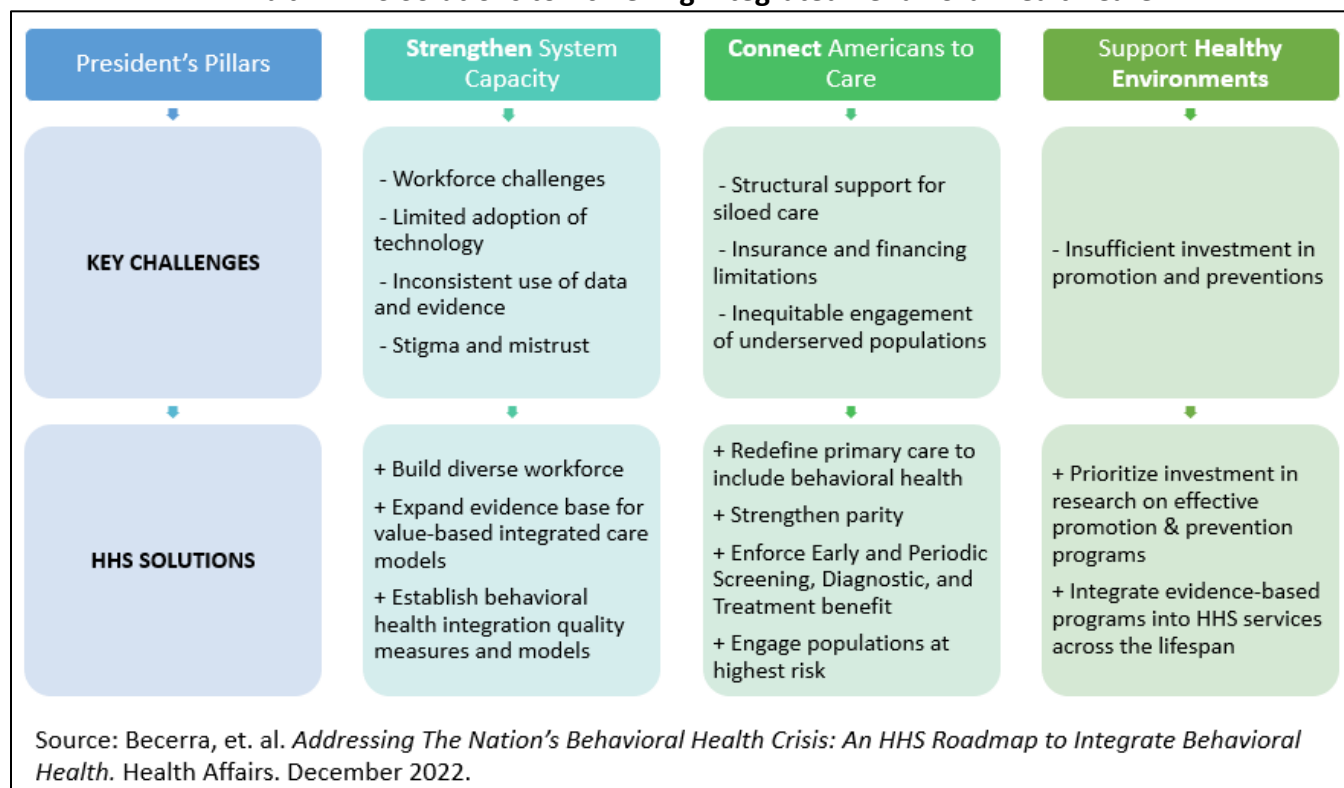 President's Pillars
Strengthen System
Capacity
Connect Americans to
Care
Support Healthy
Environments
KEY CHALLENGES
- Workforce challenges
- Limited adoption of
technology
- Inconsistent use of data
and evidence
- Stigma and mistrust
- Structural support for
siloed care
- Insurance and financing
limitations
- Inequitable engagement
of underserved populations
- Insufficient investment in
promotion and preventions
HHS SOLUTIONS
+ Build diverse workforce
+ Expand evidence base for
value-based integrated care
models
+ Establish behavioral
health integration quality
measures and models
+ Redefine primary care to
include behavioral health
+ Strengthen parity
+ Enforce Early and Periodic
Screening, Diagnostic, and
Treatment benefit
+ Engage populations at
highest risk
+ Prioritize investment in
research on effective
promotion & prevention
programs
+ Integrate evidence-based
programs into HHS services
across the lifespan
Source: Becerra, et. al. Addressing The Nation's Behavioral Health Crisis: An HHS Roadmap to Integrate Behavioral
Health. Health Affairs. December 2022.